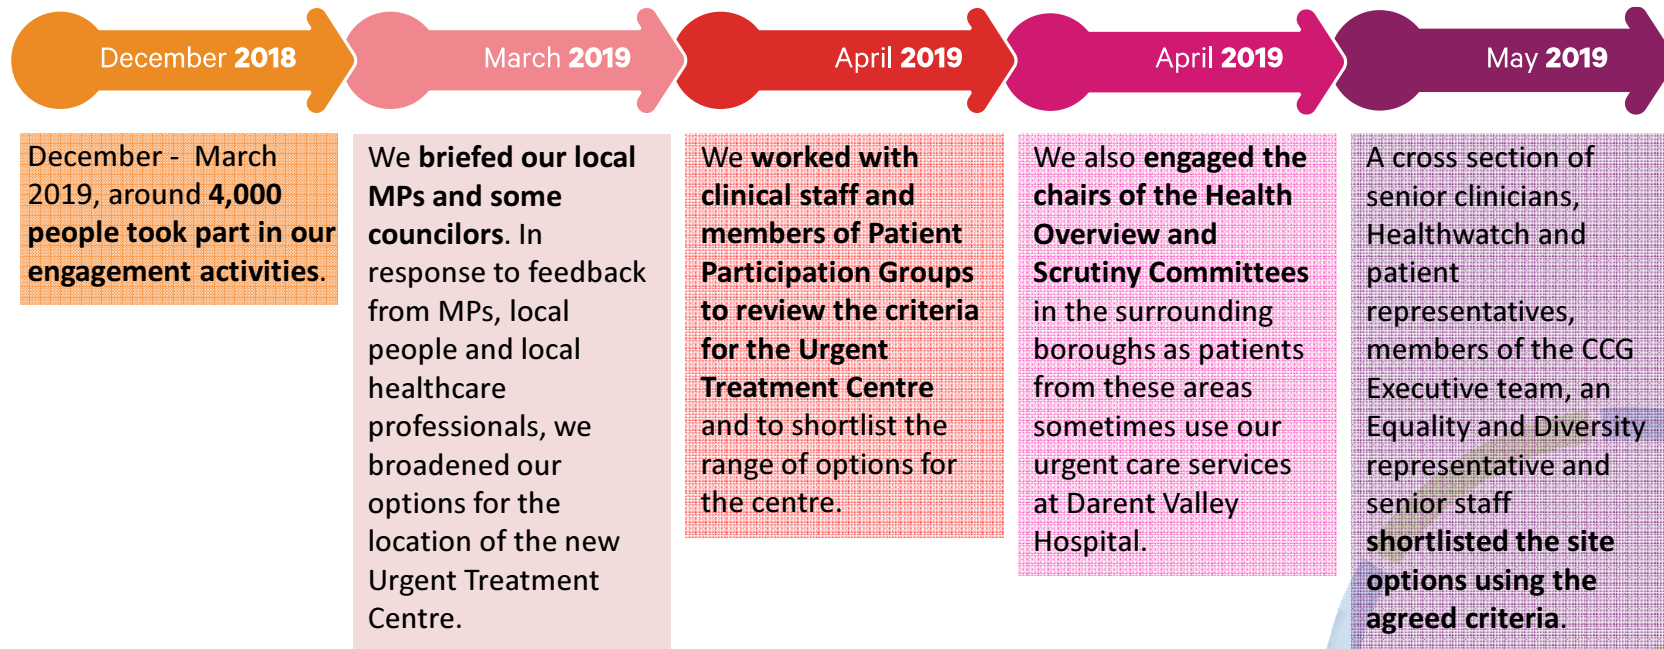 December 2018
March 2019
April 2019
April 2019
May 2019
December - March
2019, around 4,000
people took part in our
engagement activities.
We briefed our local
MPs and some
councilors. In
response to feedback
from MPs, local
people and local
healthcare
professionals, we
broadened our
options for the
location of the new
Urgent Treatment
Centre.
We worked with
clinical staff and
members of Patient
Participation Groups
to review the criteria
for the Urgent
Treatment Centre
and to shortlist the
range of options for
the centre.
We also engaged the
chairs of the Health
Overview and
Scrutiny Committees
in the surrounding
boroughs as patients
from these areas
sometimes use our
urgent care services
at Darent Valley
Hospital.
A cross section of
senior clinicians,
Healthwatch and
patient
representatives,
members of the CCG
Executive team, an
Equality and Diversity
representative and
senior staff
shortlisted the site
options using the
agreed criteria.